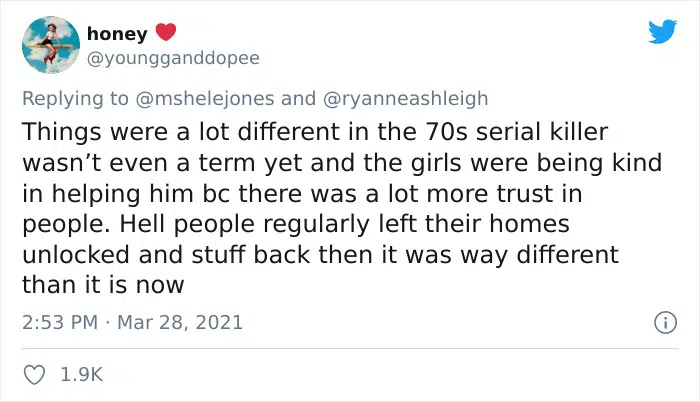 honey ❤️
@youngganddopee
Replying to @mshelejones and @ryanneashleigh
Things were a lot different in the 70s serial killer
wasn’t even a term yet and the girls were being kind
in helping him bc there was a lot more trust in
people. Hell people regularly left their homes
unlocked and stuff back then it was way different
than it is now
2:53 PM · Mar 28, 2021
1.9K